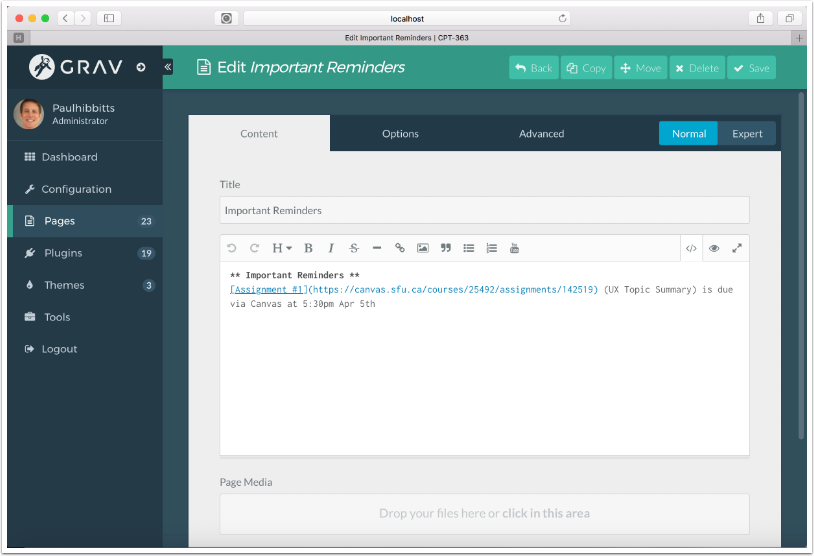 localhost
H
Edit Important Reminders | CPT-363
+
GRAV
Edit Important Reminders
Back
Copy
Move
Delete
Save
Paulhibbitts
Administrator
Dashboard
Configuration
Pages 23
Plugins 19
Themes 3
Tools
Logout
Content
Options
Advanced
Normal
Expert
Title
Important Reminders
H B I S
** Important Reminders **
[Assignment #1](https://canvas.sfu.ca/courses/25492/assignments/142519) (UX Topic Summary) is due
via Canvas at 5:30pm Apr 5th
Page Media
Drop your files here or click in this area